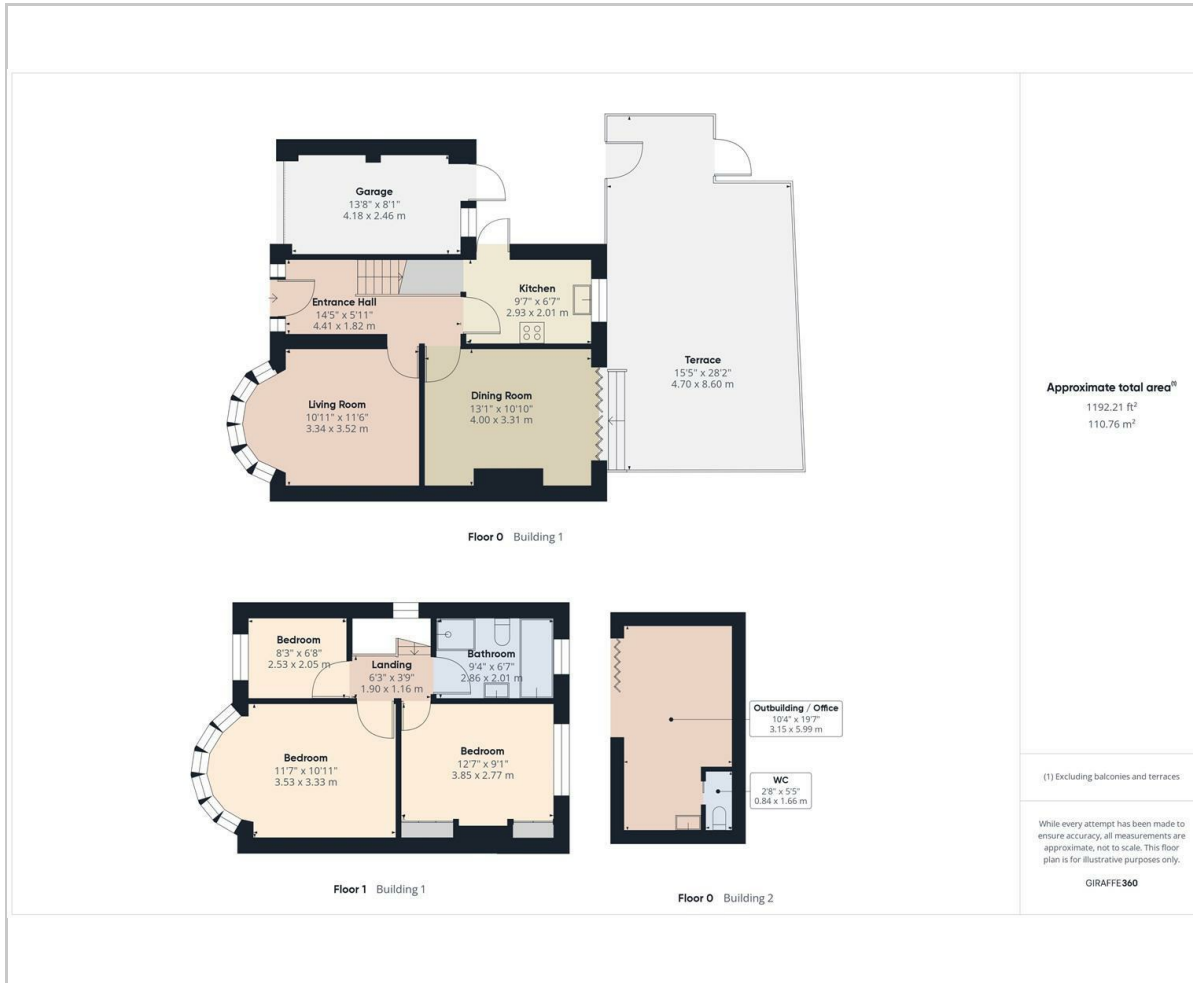 Garage
13'8" x 8'1"
4.18 x 2.46 m
Entrance Hall
14'5" x 5'11"
4.41 x 1.82 m
Kitchen
9'7" x 6'7"
2.93 x 2.01 m
Living Room
10'11" x 11'6"
3.34 x 3.52 m
Dining Room
13'1" x 10'10"
4.00 x 3.31 m
Terrace
15'5" x 28'2"
4.70 x 8.60 m
Floor 0 Building 1
Bedroom
8'3" x 6'8"
2.53 x 2.05 m
Landing
6'3" x 3'9"
1.90 x 1.16 m
Bathroom
9'4" x 6'7"
2.86 x 2.01 m
Bedroom
11'7" x 10'11"
3.53 x 3.33 m
Bedroom
12'7" x 9'1"
3.85 x 2.77 m
Floor 1 Building 1
Outbuilding / Office
10'4" x 19'7"
3.15 x 5.99 m
WC
2'8" x 5'5"
0.84 x 1.66 m
Floor 0 Building 2
Approximate total area⁽¹⁾
1192.21 ft²
110.76 m²
(1) Excluding balconies and terraces
While every attempt has been made to
ensure accuracy, all measurements are
approximate, not to scale. This floor
plan is for illustrative purposes only.
GIRAFFE360